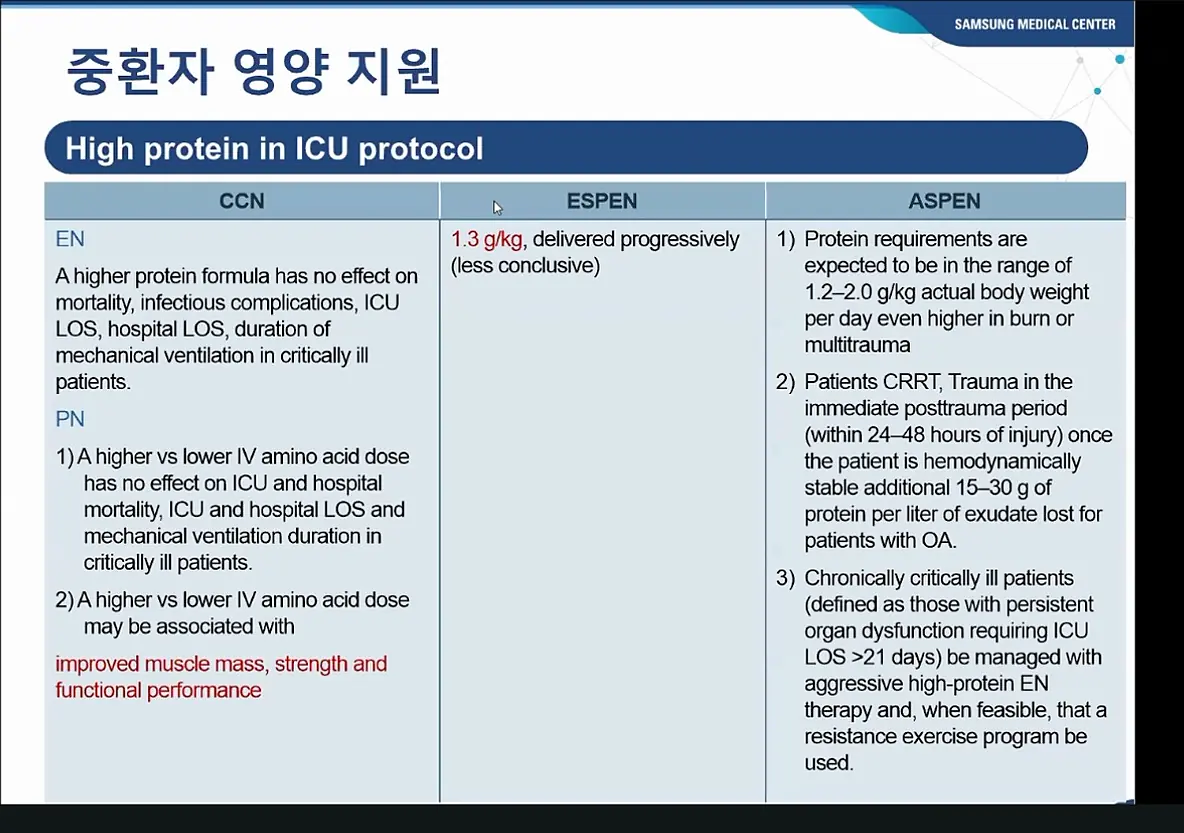 SAMSUNG MEDICAL CENTER
중환자 영양 지원
High protein in ICU protocol
CCN
EN
A higher protein formula has no effect on
mortality, infectious complications, ICU
LOS, hospital LOS, duration of
mechanical ventilation in critically ill
patients.
PN
1) A higher vs lower IV amino acid dose
has no effect on ICU and hospital
mortality, ICU and hospital LOS and
mechanical ventilation duration in
critically ill patients.
2) A higher vs lower IV amino acid dose
may be associated with
improved muscle mass, strength and
functional performance
ESPEN
1.3 g/kg, delivered progressively
(less conclusive)
ASPEN
1) Protein requirements are
expected to be in the range of
1.2–2.0 g/kg actual body weight
per day even higher in burn or
multitrauma
2) Patients CRRT, Trauma in the
immediate posttrauma period
(within 24–48 hours of injury) once
the patient is hemodynamically
stable additional 15–30 g of
protein per liter of exudate lost for
patients with OA.
3) Chronically critically ill patients
(defined as those with persistent
organ dysfunction requiring ICU
LOS >21 days) be managed with
aggressive high-protein EN
therapy and, when feasible, that a
resistance exercise program be
used.